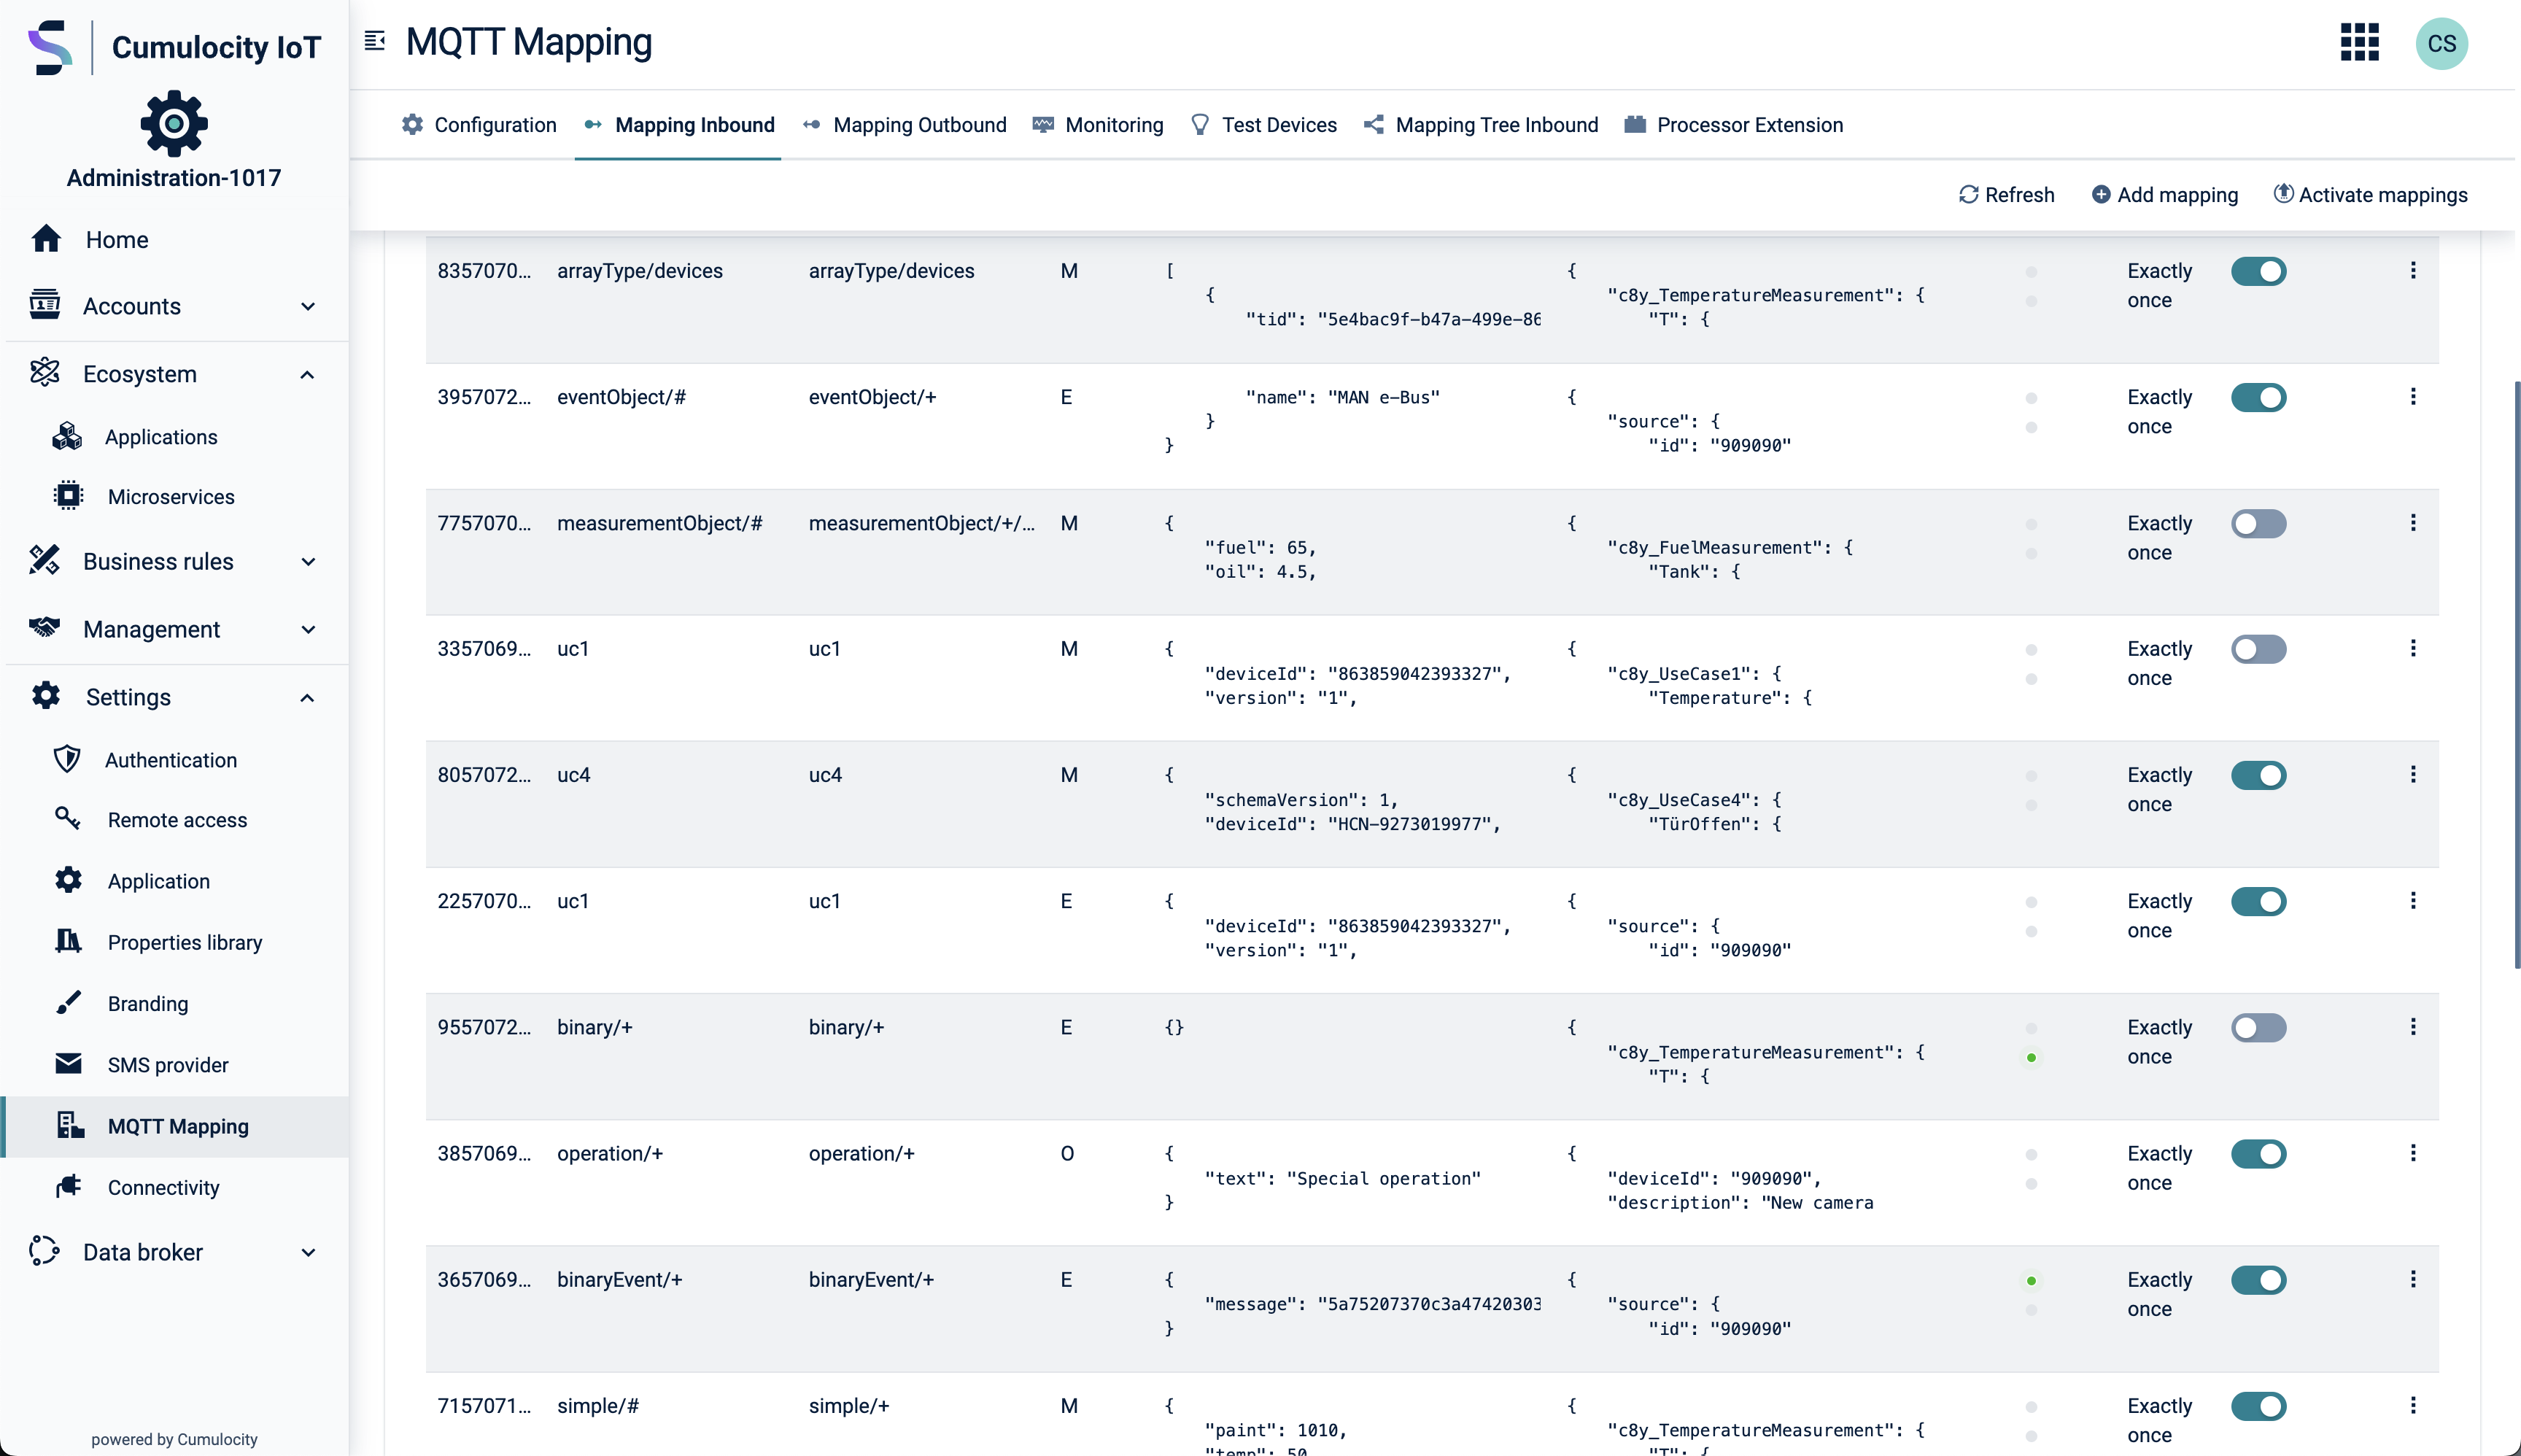 Cumulocity IoT
MQTT Mapping
CS
Administration-1017
Home
Accounts
Ecosystem
Applications
Microservices
Business rules
Management
Settings
Authentication
Remote access
Application
Properties library
Branding
SMS provider
MQTT Mapping
Connectivity
Data broker
powered by Cumulocity
Configuration Mapping Inbound Mapping Outbound Monitoring Test Devices Mapping Tree Inbound Processor Extension
Refresh Add mapping Activate mappings
8357070... arrayType/devices arrayType/devices M [ { Exactly
{ "c8y_TemperatureMeasurement": { once
"tid": "5e4bac9f-b47a-499e-86 "T": {
3957072... eventObject/# eventObject/+ E "name": "MAN e-Bus" { Exactly
} "source": { once
} "id": "909090"
7757070... measurementObject/# measurementObject/+/... M { { Exactly
"fuel": 65, "c8y_FuelMeasurement": { once
"oil": 4.5, "Tank": {
3357069... uc1 uc1 M { { Exactly
"deviceId": "863859042393327", "c8y_UseCase1": { once
"version": "1", "Temperature": {
8057072... uc4 uc4 M { { Exactly
"schemaVersion": 1, "c8y_UseCase4": { once
"deviceId": "HCN-9273019977", "TürOffen": {
2257070... uc1 uc1 E { { Exactly
"deviceId": "863859042393327", "source": { once
"version": "1", "id": "909090"
9557072... binary/+ binary/+ E {} { Exactly
"c8y_TemperatureMeasurement": { once
"T": {
3857069... operation/+ operation/+ O { { Exactly
"text": "Special operation" "deviceId": "909090", once
} "description": "New camera
3657069... binaryEvent/+ binaryEvent/+ E { { Exactly
"message": "5a75207370c3a47420303 "source": { once
} "id": "909090"
7157071... simple/# simple/+ M { { Exactly
"paint": 1010, "c8y_TemperatureMeasurement": { once
"temp": 50 "T": {